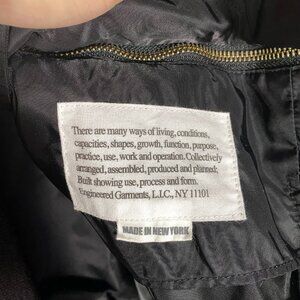 There are many ways of living, conditions,
capacities, shapes, growth, function, purpose,
practice, use, work and operation. Collectively
arranged, assembled, produced and planned;
Built showing use, process and form.
Engineered Garments, L.I.C., NY 11101
MADE IN NEW YORK